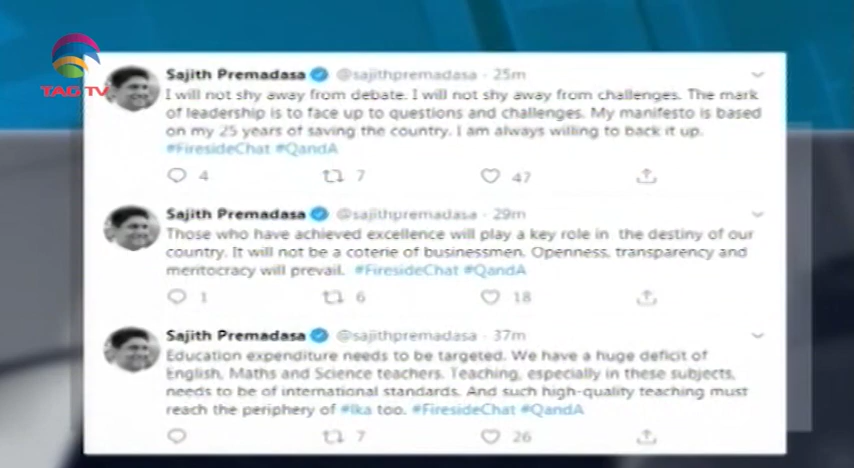 TAG TV
Sajith Premadasa @sajithpremadasa · 25m
I will not shy away from debate. I will not shy away from challenges. The mark
of leadership is to face up to questions and challenges. My manifesto is based
on my 25 years of saving the country. I am always willing to back it up.
#FiresideChat #QandA
4 7 47
Sajith Premadasa @sajithpremadasa · 29m
Those who have achieved excellence will play a key role in the destiny of our
country. It will not be a coterie of businessmen. Openness, transparency and
meritocracy will prevail. #FiresideChat #QandA
1 6 18
Sajith Premadasa @sajithpremadasa · 37m
Education expenditure needs to be targeted. We have a huge deficit of
English, Maths and Science teachers. Teaching, especially in these subjects,
needs to be of international standards. And such high-quality teaching must
reach the periphery of #lka too. #FiresideChat #QandA
7 26